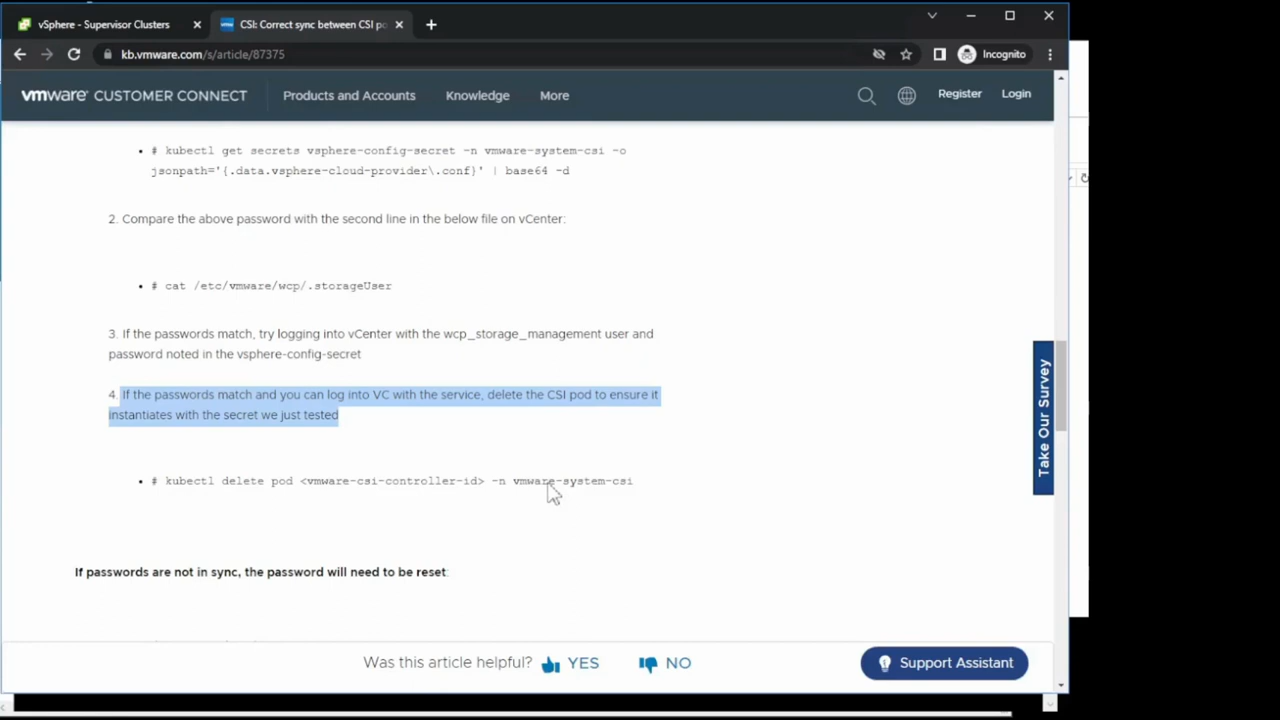 vSphere - Supervisor Clusters
CSI: Correct sync between CSI po
kb.vmware.com/s/article/87375
Incognito
vmware® CUSTOMER CONNECT
Products and Accounts
Knowledge
More
Register
Login
• # kubectl get secrets vsphere-config-secret -n vmware-system-csi -o
jsonpath='{.data.vsphere-cloud-provider\.conf}' | base64 -d
2. Compare the above password with the second line in the below file on vCenter:
• # cat /etc/vmware/wcp/.storageUser
3. If the passwords match, try logging into vCenter with the wcp_storage_management user and
password noted in the vsphere-config-secret
4. If the passwords match and you can log into VC with the service, delete the CSI pod to ensure it
instantiates with the secret we just tested
• # kubectl delete pod <vmware-csi-controller-id> -n vmware-system-csi
If passwords are not in sync, the password will need to be reset:
Take Our Survey
Was this article helpful?
YES
NO
Support Assistant